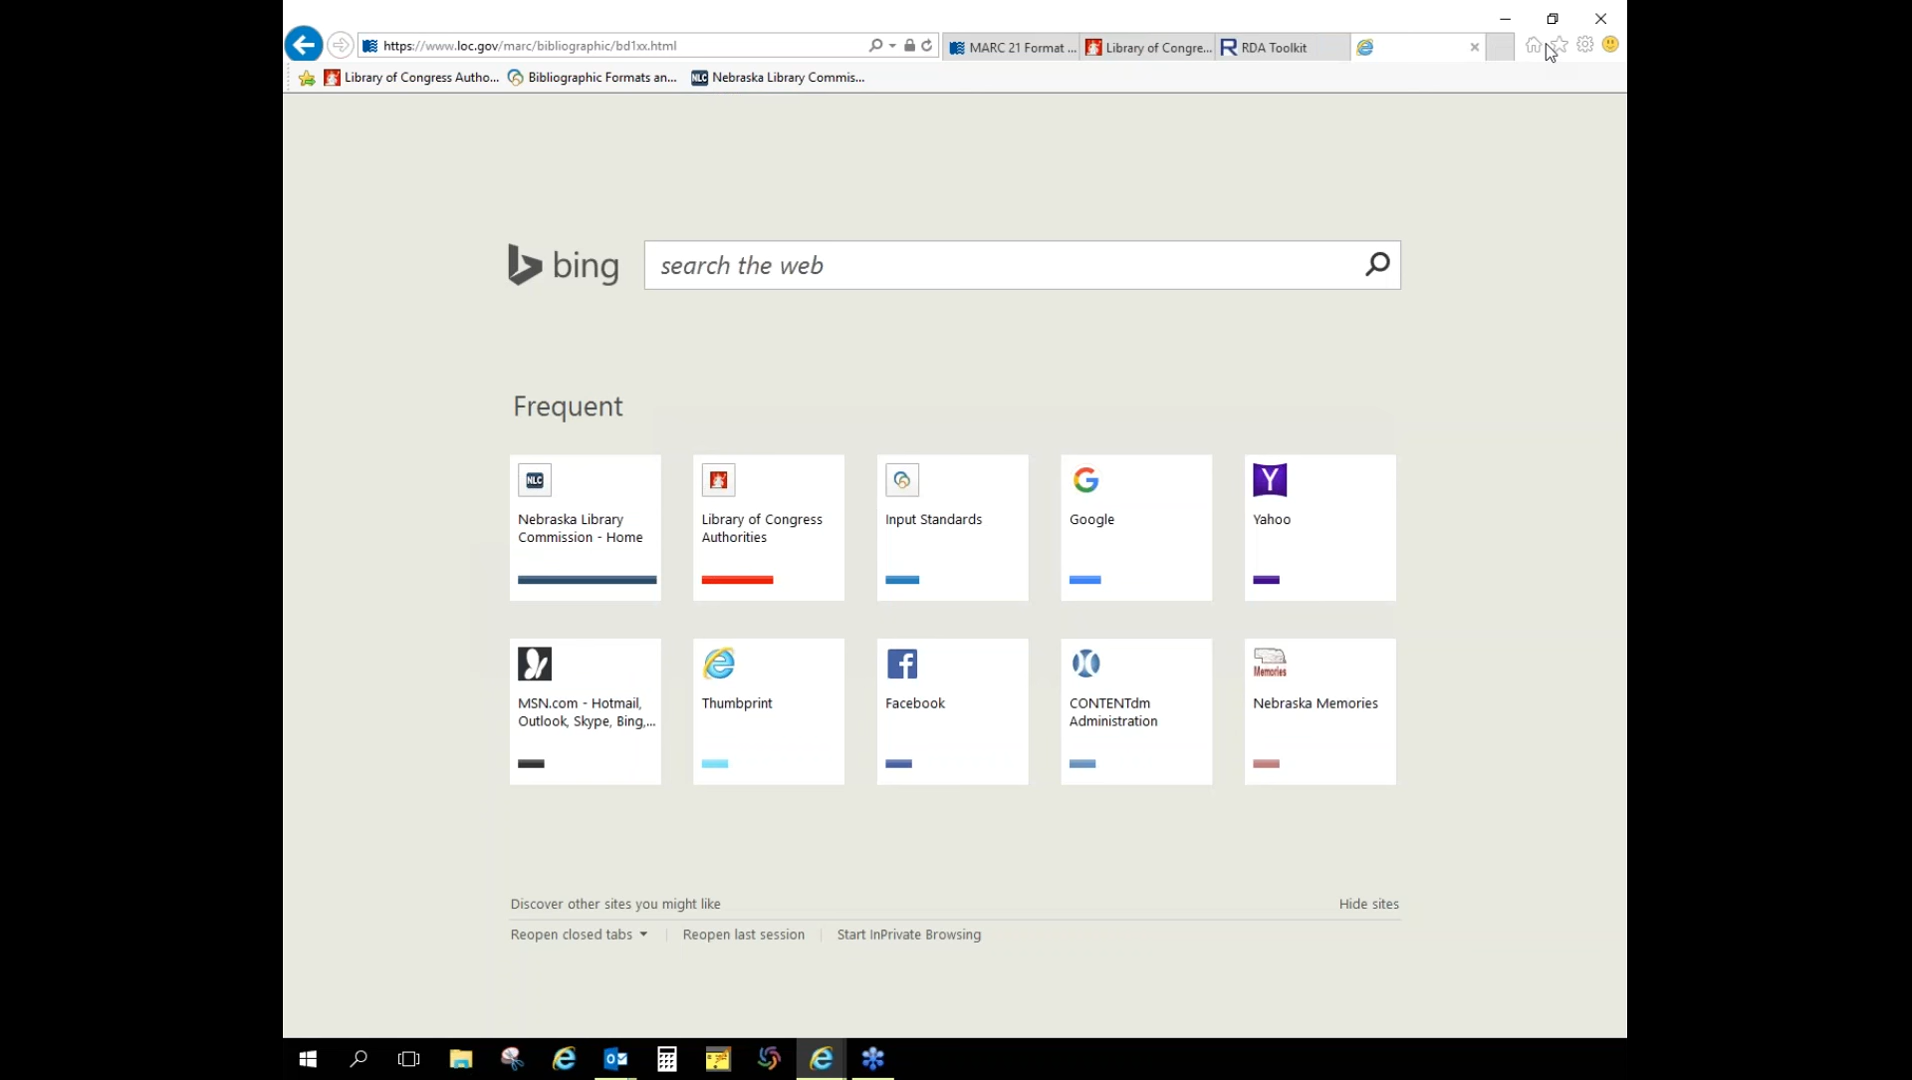 https://www.loc.gov/marc/bibliographic/bd1xx.html
MARC 21 Format ...
Library of Congre...
RDA Toolkit
Library of Congress Autho...
Bibliographic Formats an...
NLC
Nebraska Library Commis...
bing
search the web
Frequent
NLC
Nebraska Library
Commission - Home
Library of Congress
Authorities
Input Standards
Google
Yahoo
MSN.com - Hotmail,
Outlook, Skype, Bing,...
Thumbprint
Facebook
CONTENTdm
Administration
Memories
Nebraska Memories
Discover other sites you might like
Hide sites
Reopen closed tabs
Reopen last session
Start InPrivate Browsing